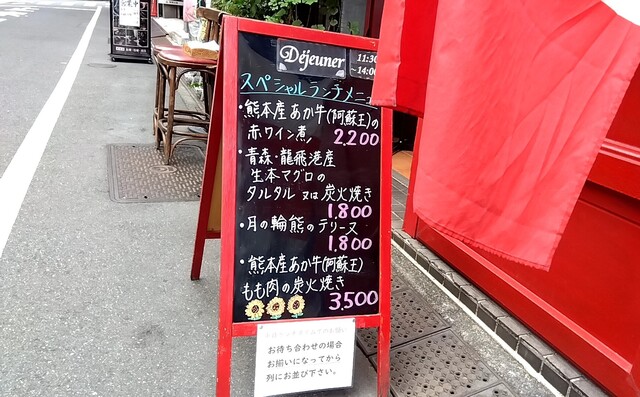 Déjeuner
11:30
~14:00
スペシャルランチメニュ
・熊本産あか牛(阿蘇王)の
赤ワイン煮 2,200
・青森・龍飛港産
生本マグロの
タルタル 又は 炭火焼き
1,800
・月の輪熊のテリーヌ
1,800
・熊本産あか牛(阿蘇王)
もも肉の炭火焼き
3,500
お待ち合わせの場合
お揃いになってから
列にお並び下さい。